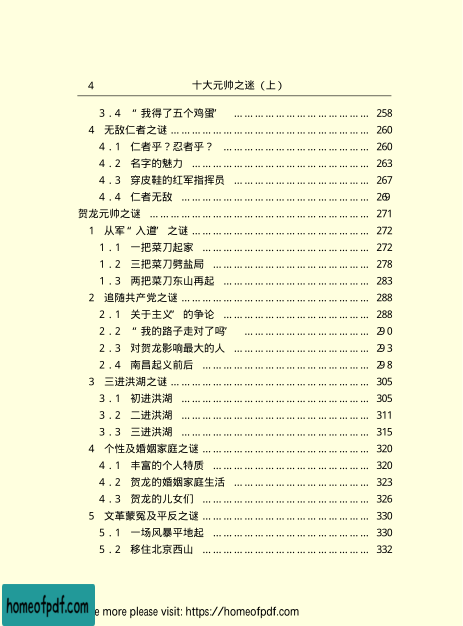 4 十大元帅之迷（上）
3.4 “我得了五个鸡蛋” ………………………………… 258
4 无敌仁者之谜 ………………………………… 260
4.1 仁者乎？忍者乎？ ………………………………… 260
4.2 名字的魅力 ………………………………… 263
4.3 穿皮鞋的红军指挥员 ………………………………… 267
4.4 仁者无敌 ………………………………… 269
贺龙元帅之谜 ………………………………… 271
1 从军“入道”之谜 ………………………………… 272
1.1 一把菜刀起家 ………………………………… 272
1.2 三把菜刀劈盐局 ………………………………… 278
1.3 两把菜刀东山再起 ………………………………… 283
2 追随共产党之谜 ………………………………… 288
2.1 关于主义”的争论 ………………………………… 288
2.2 “我的路子走对了吗” ………………………………… 290
2.3 对贺龙影响最大的人 ………………………………… 293
2.4 南昌起义前后 ………………………………… 298
3 三进洪湖之谜 ………………………………… 305
3.1 初进洪湖 ………………………………… 305
3.2 二进洪湖 ………………………………… 311
3.3 三进洪湖 ………………………………… 315
4 个性及婚姻家庭之谜 ………………………………… 320
4.1 丰富的个人特质 ………………………………… 320
4.2 贺龙的婚姻家庭生活 ………………………………… 323
4.3 贺龙的儿女们 ………………………………… 326
5 文革蒙冤及平反之谜 ………………………………… 330
5.1 一场风暴平地起 ………………………………… 330
5.2 移住北京西山 ………………………………… 332
homeofpdf.com
e more please visit: https://homeofpdf.com